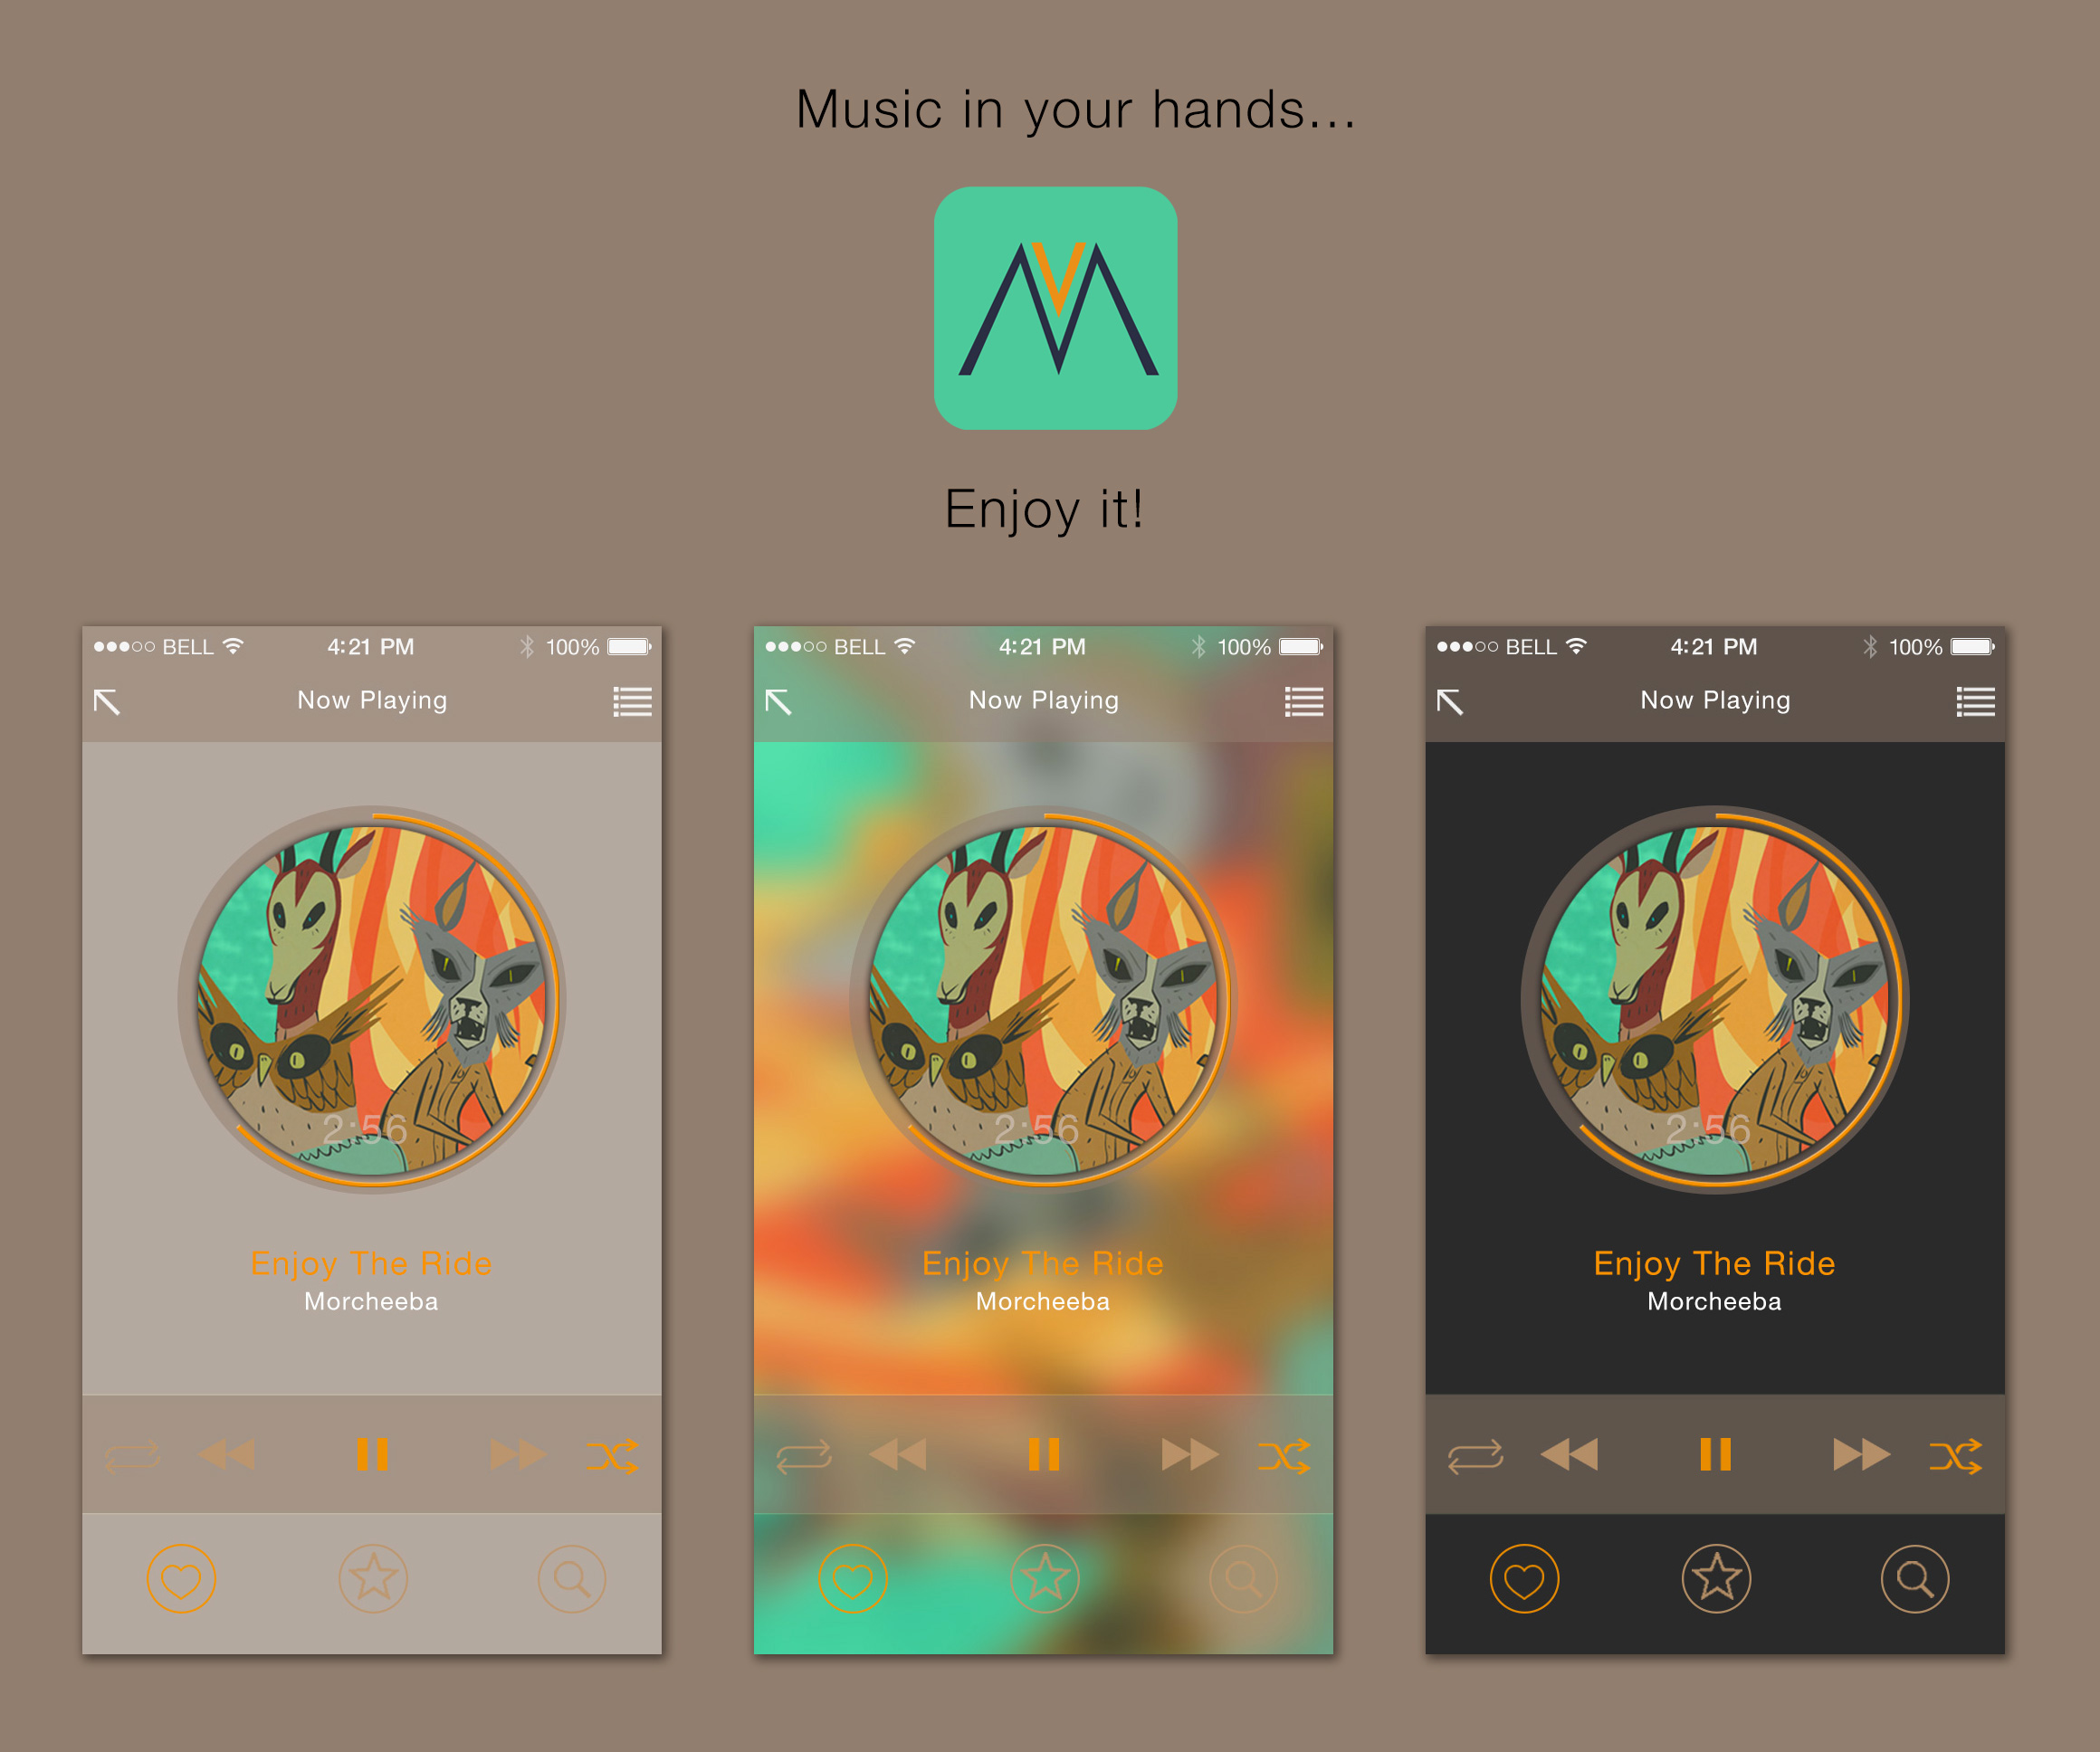 Music in your hands...
Enjoy it!
BELL 4:21 PM 100%
Now Playing
2:56
Enjoy The Ride
Morcheeba
BELL 4:21 PM 100%
Now Playing
2:56
Enjoy The Ride
Morcheeba
BELL 4:21 PM 100%
Now Playing
2:56
Enjoy The Ride
Morcheeba